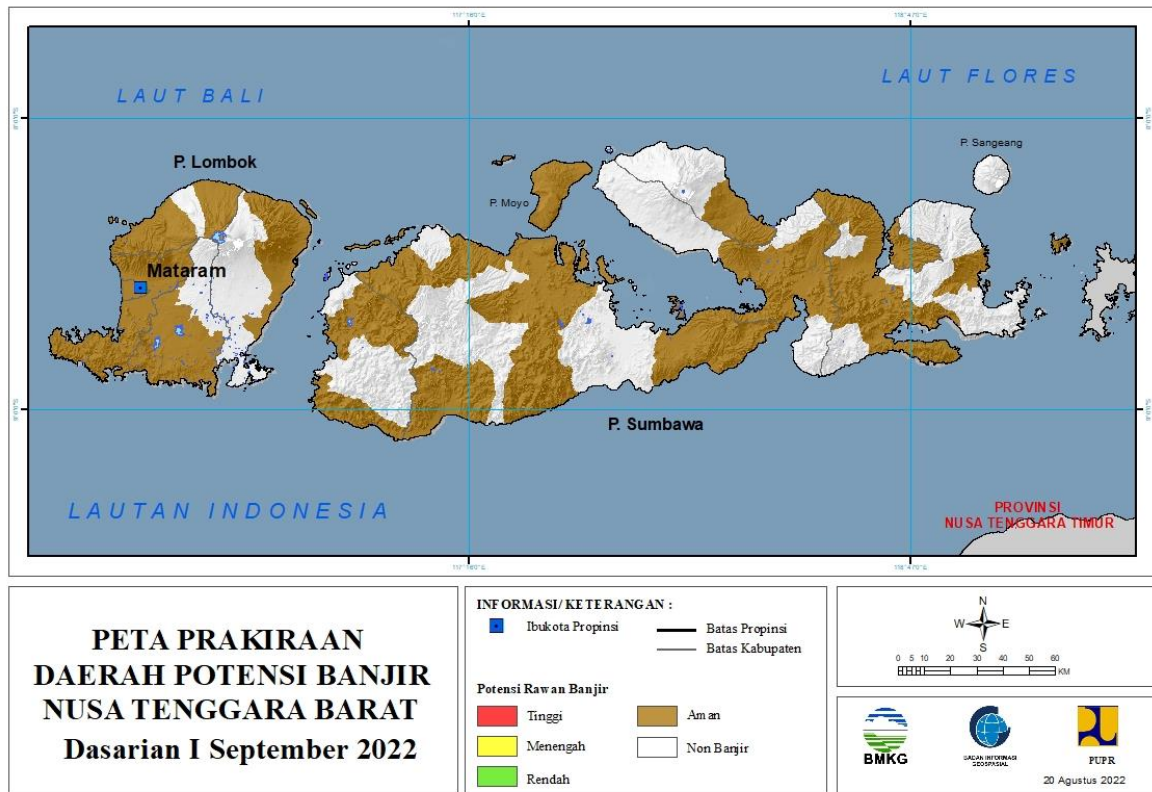 LAUT BALI
LAUT FLORES
P. Lombok
P. Sangeang
P. Moyo
Mataram
P. Sumbawa
LAUTAN INDONESIA
PROVINSI
NUSA TENGGARA TIMUR
PETA PRAKIRAAN
DAERAH POTENSI BANJIR
NUSA TENGGARA BARAT
Dasarian I September 2022
INFORMASI/ KETERANGAN :
Ibukota Propinsi
Batas Propinsi
Batas Kabupaten
Potensi Rawan Banjir
Tinggi
Aman
Menengah
Non Banjir
Rendah
N
W E
S
0 5 10 20 30 40 50 60
KM
BMKG
BADAN INFORMASI
GEOSPASIAL
PUPR
20 Agustus 2022